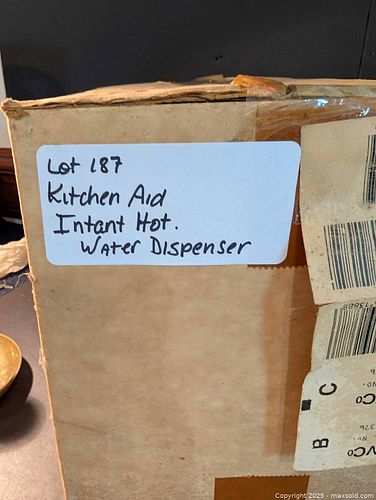 Lot 187
Kitchen Aid
Intant Hot.
Water Dispenser
B
C
Copyright 2025 - maxsold.com